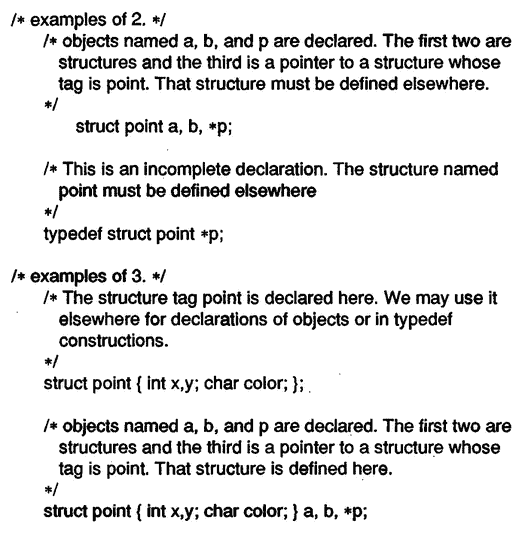 /* examples of 2. */
/* objects named a, b, and p are declared. The first two are
structures and the third is a pointer to a structure whose
tag is point. That structure must be defined elsewhere.
*/
struct point a, b, *p;
/* This is an incomplete declaration. The structure named
point must be defined elsewhere
*/
typedef struct point *p;
/* examples of 3. */
/* The structure tag point is declared here. We may use it
elsewhere for declarations of objects or in typedef
constructions.
*/
struct point { int x,y; char color; };
/* objects named a, b, and p are declared. The first two are
structures and the third is a pointer to a structure whose
tag is point. That structure is defined here.
*/
struct point { int x,y; char color; } a, b, *p;